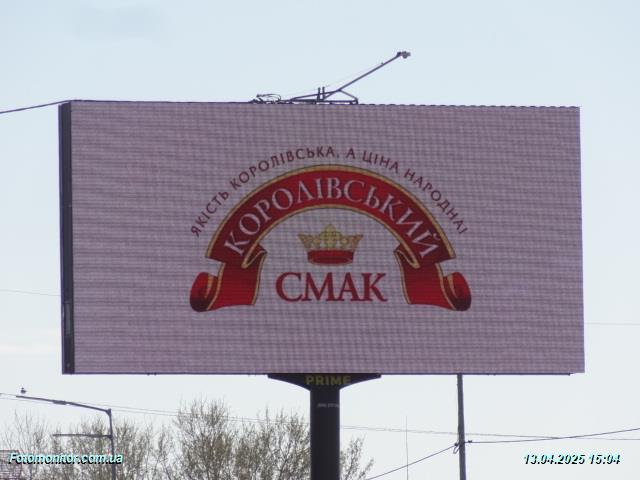 ЯКІСТЬ КОРОЛІВСЬКА, А ЦІНА НАРОДНА!
КОРОЛІВСЬКИЙ
СМАК
PRIME
Fotomonitor.com.ua
13.04.2025 15:04